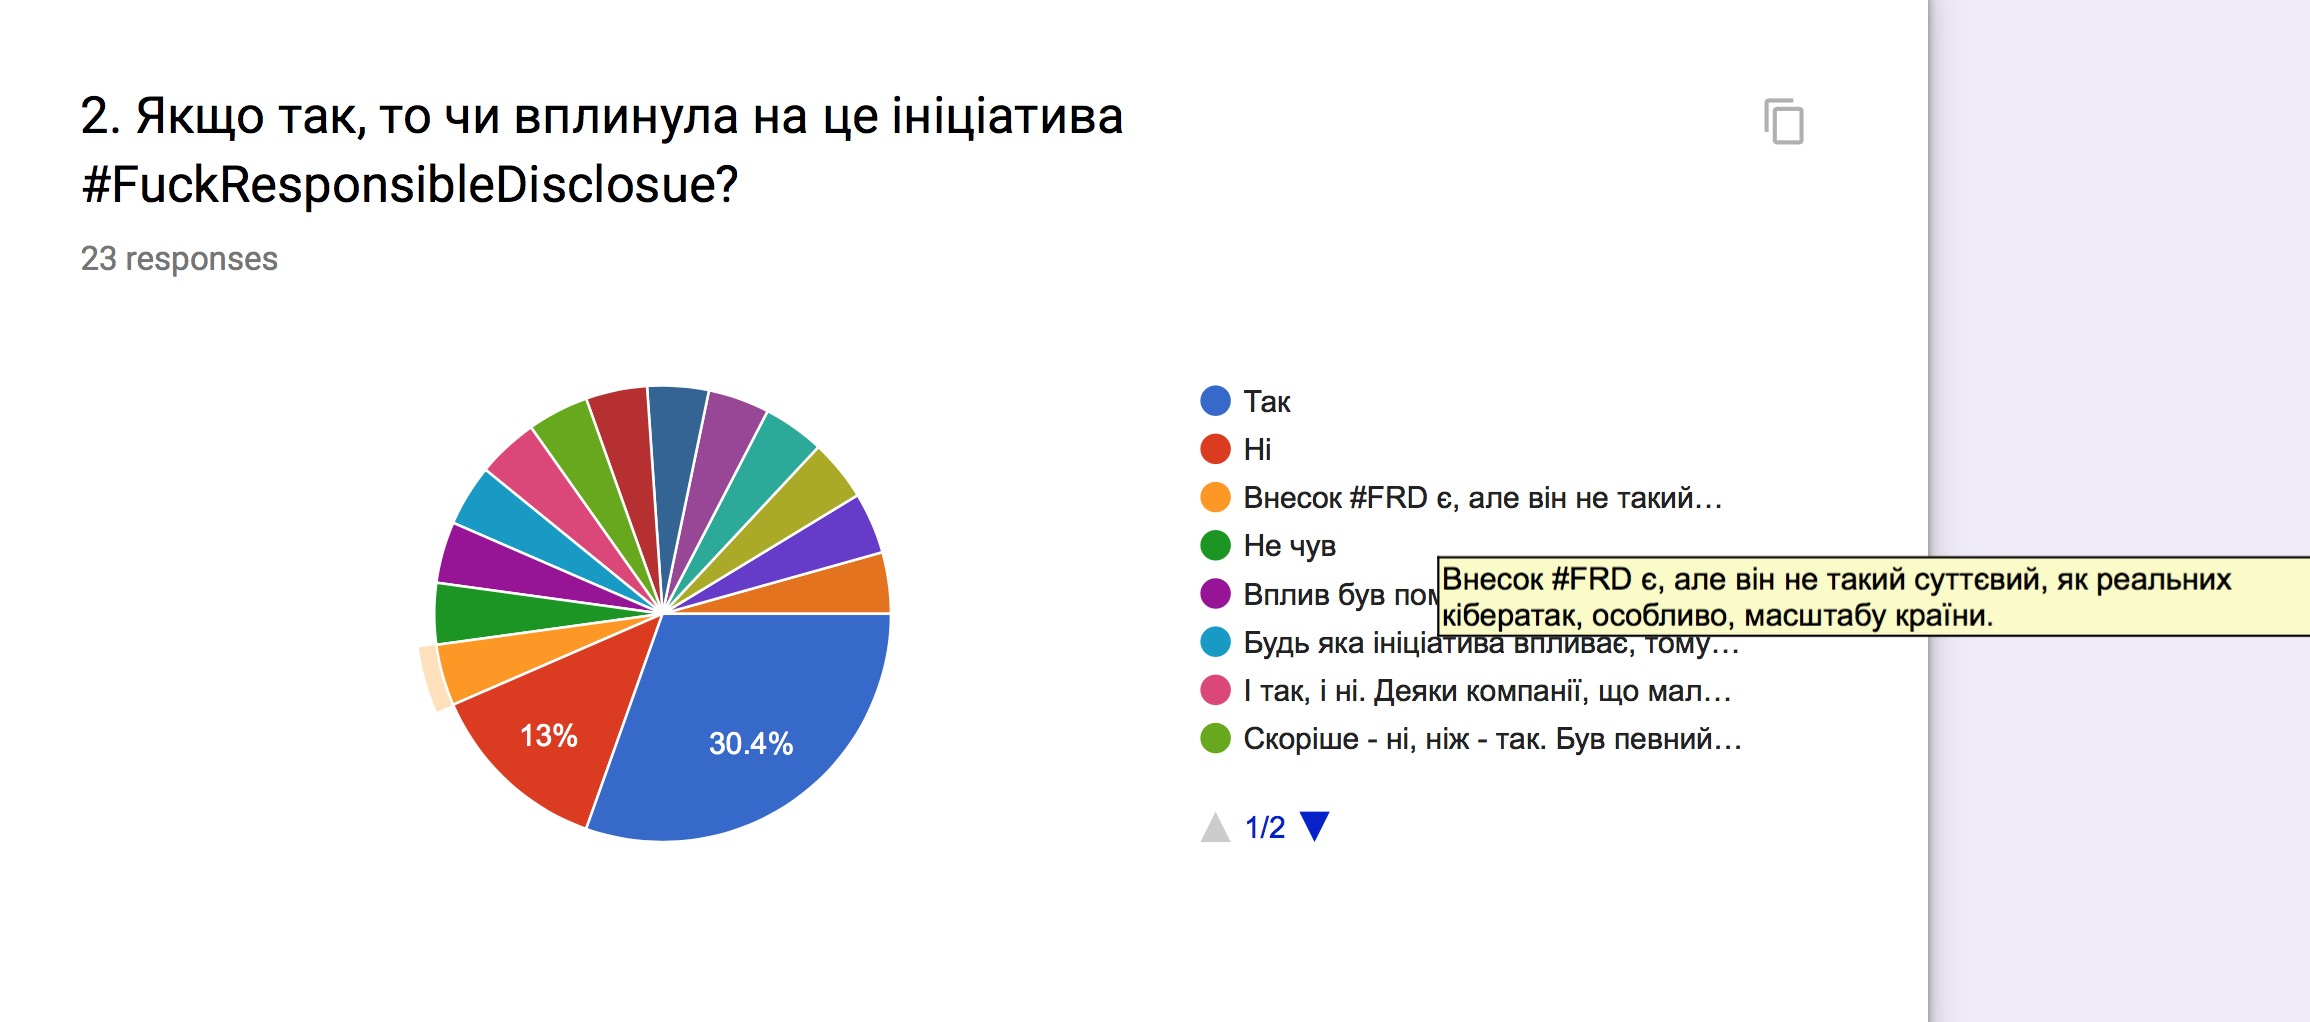 2. Якщо так, то чи вплинула на це ініціатива
#FuckResponsibleDisclosue?
23 responses
13%
30.4%
Так
Ні
Внесок #FRD є, але він не такий…
Не чув
Вплив був
Внесок #FRD є, але він не такий суттєвий, як реальних
кібератак, особливо, масштабу країни.
Будь яка ініціатива впливає, тому…
І так, і ні. Деяки компанії, що мал…
Скоріше - ні, ніж - так. Був певний…
1/2